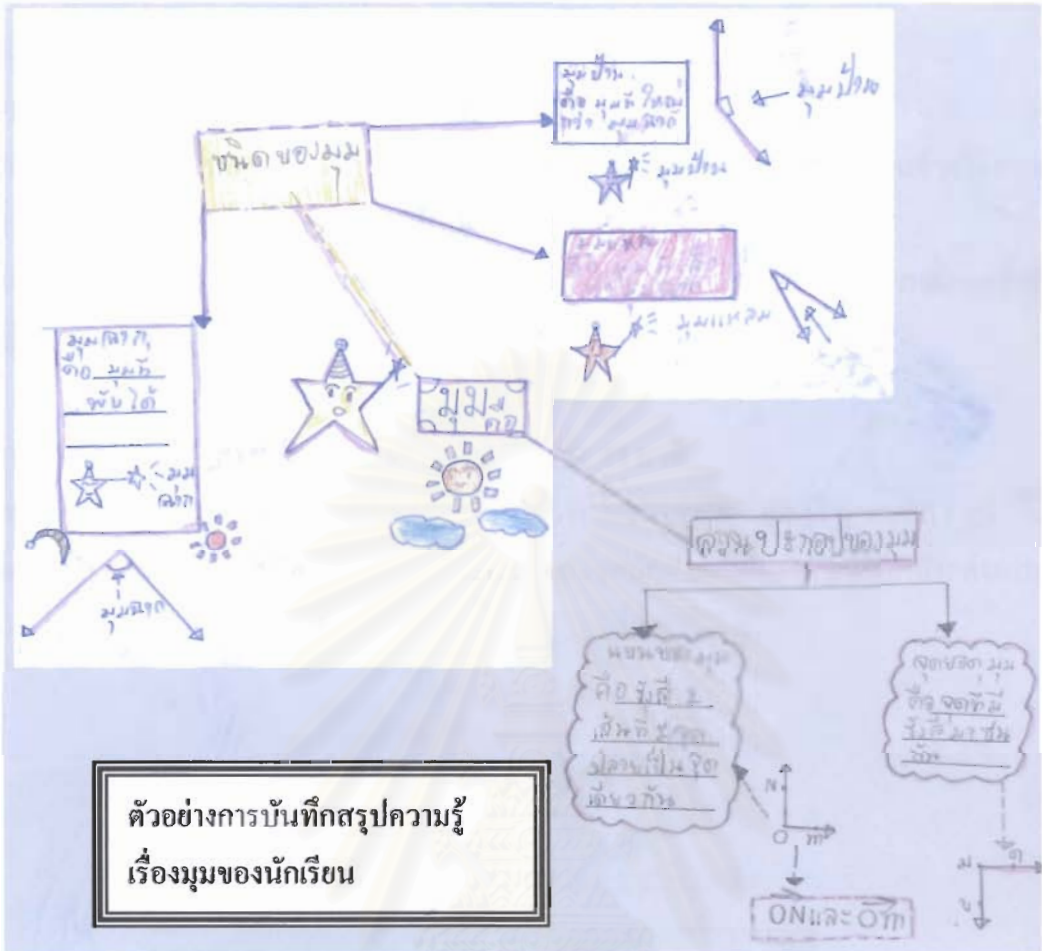 ชนิดของมุม
มุมป้าน
คือ มุมที่ใหญ่
กว่า มุมฉาก
มุมป้าน
มุมป้าน
มุมแหลม
มุมฉาก
คือ มุมที่
พับได้
มุม
ฉาก
มุมฉาก
มุม
คือ
ส่วนประกอบของมุม
แขนของมุม
คือ รังสี 2
เส้นที่มีจุด
ปลายเป็นจุด
เดียวกัน
จุดยอดมุม
คือ จุดที่มี
รังสีมาชน
กัน
N
O
m
ON และ Om
ตัวอย่างการบันทึกสรุปความรู้
เรื่องมุมของนักเรียน